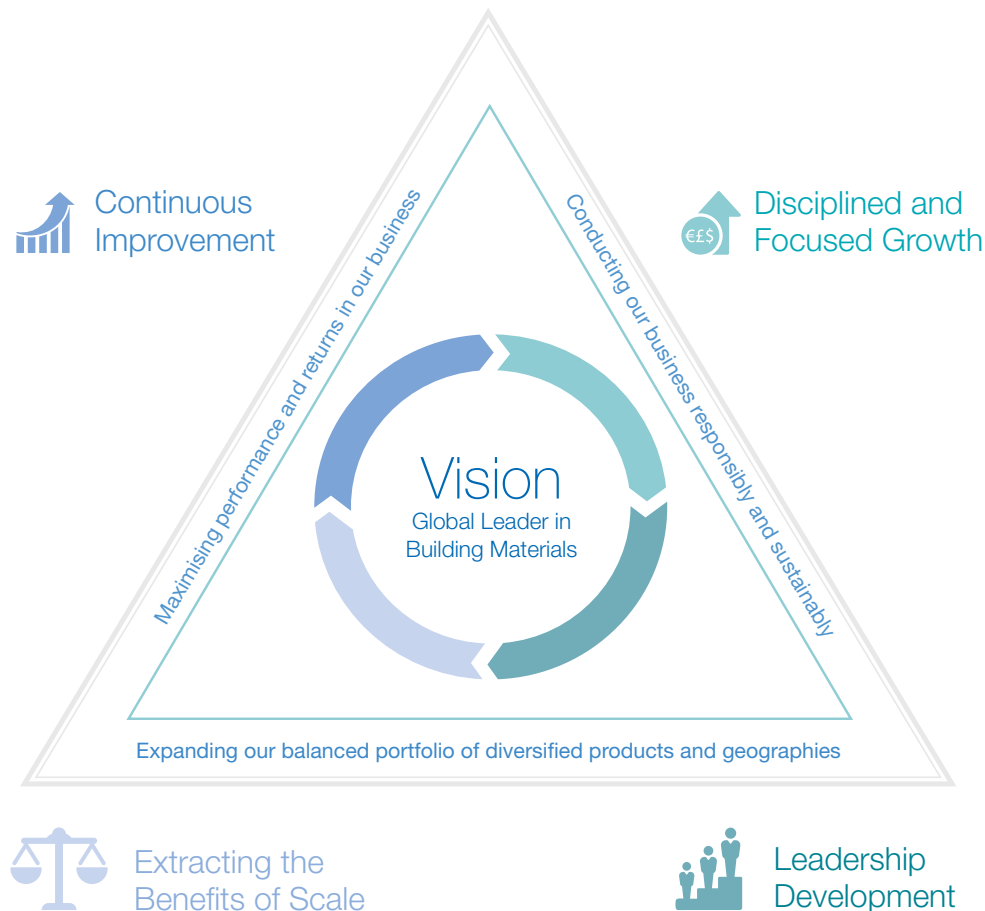 Continuous
Improvement
€£$
Disciplined and
Focused Growth
Maximising performance and returns in our business
Conducting our business responsibly and sustainably
Vision
Global Leader in
Building Materials
Expanding our balanced portfolio of diversified products and geographies
Extracting the
Benefits of Scale
Leadership
Development